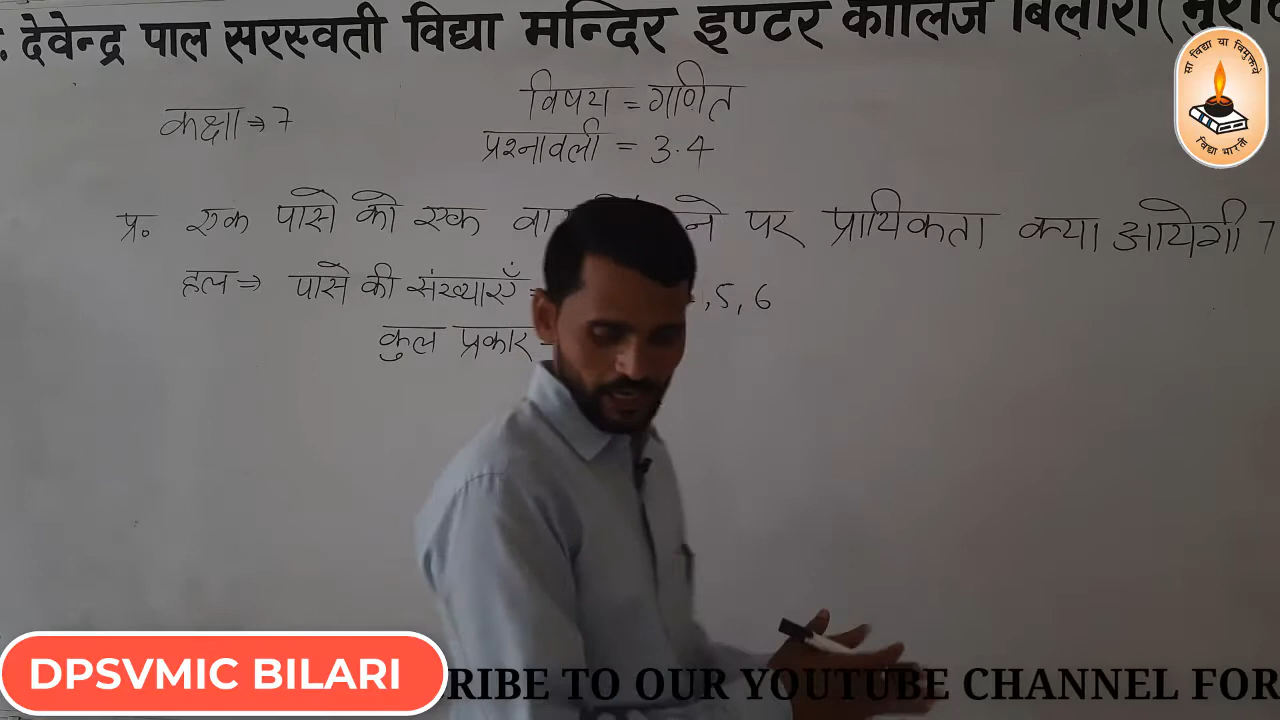 देवेन्द्र पाल सरस्वती विद्या मन्दिर इण्टर कॉलिज बिलारी
सा विद्या या विमुक्तये
विद्या भारती
विषय = गणित
कक्षा ⇒ 7
प्रश्नावली = 3.4
प्र. एक पासे को एक ने पर प्रायिकता क्या आयेगी ?
हल ⇒ पासे की संख्याएँ = ,5, 6
कुल प्रकार =
DPSVMIC BILARI
RIBE TO OUR YOUTUBE CHANNEL FOR